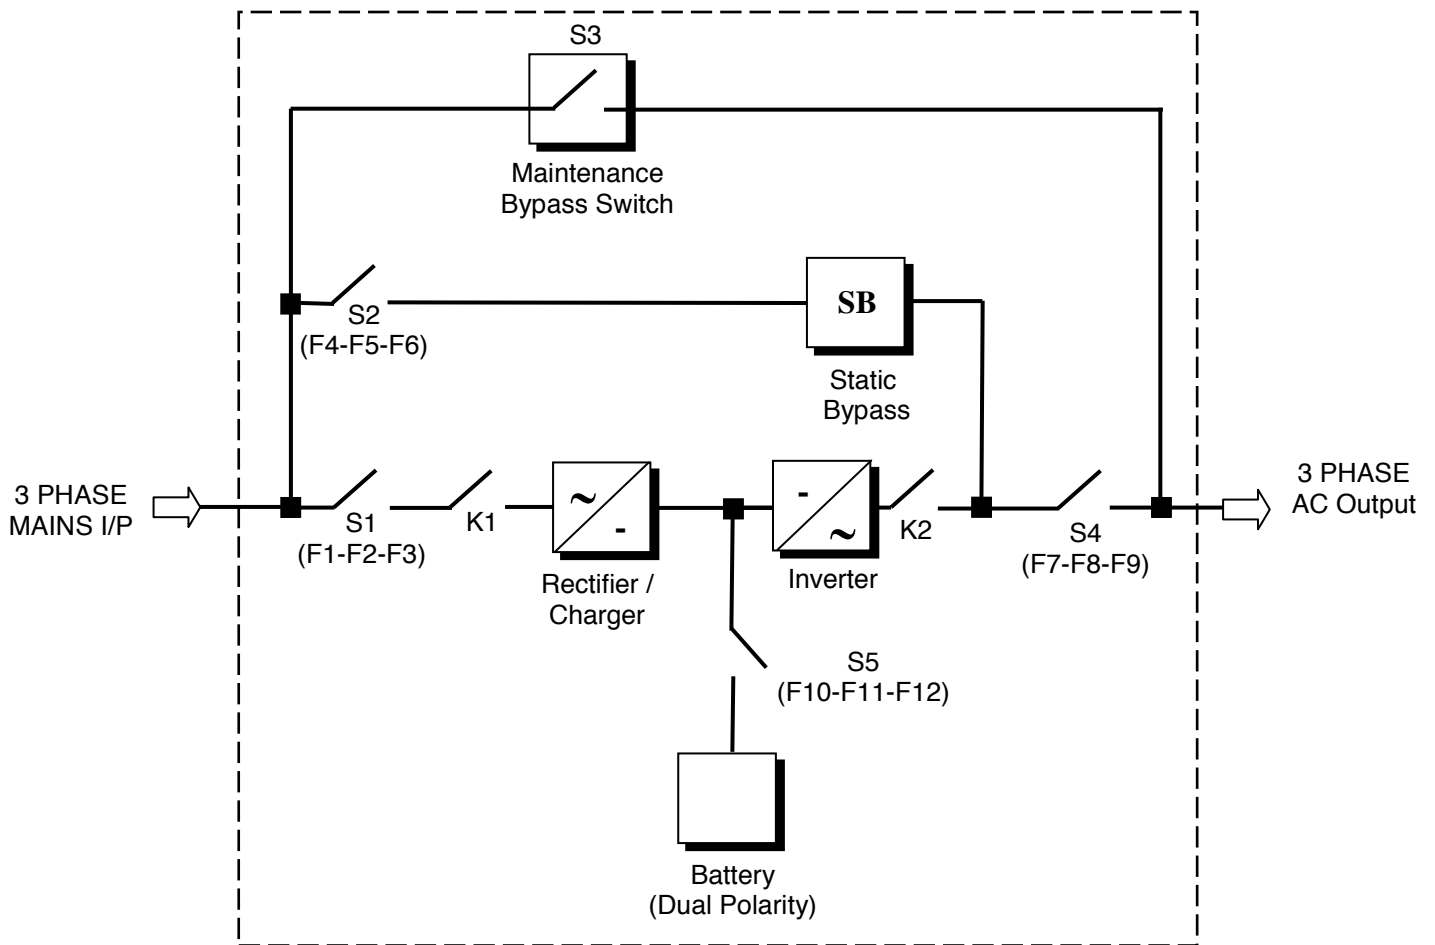 S3
Maintenance
Bypass Switch
S2
(F4-F5-F6)
SB
Static
Bypass
3 PHASE
MAINS I/P
S1
(F1-F2-F3)
K1
~
-
Rectifier /
Charger
-
~
Inverter
K2
S4
(F7-F8-F9)
3 PHASE
AC Output
S5
(F10-F11-F12)
Battery
(Dual Polarity)